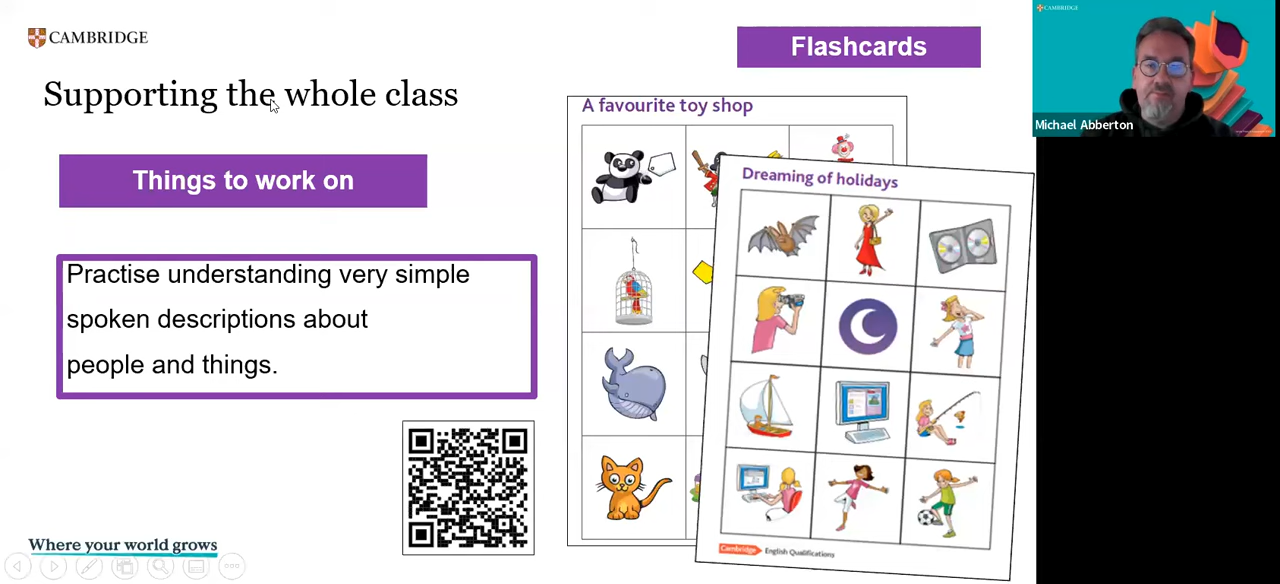 CAMBRIDGE
Flashcards
Supporting the whole class
Things to work on
Practise understanding very simple
spoken descriptions about
people and things.
A favourite toy shop
Dreaming of holidays
Cambridge English Qualifications
Where your world grows
CAMBRIDGE
Michael Abberton